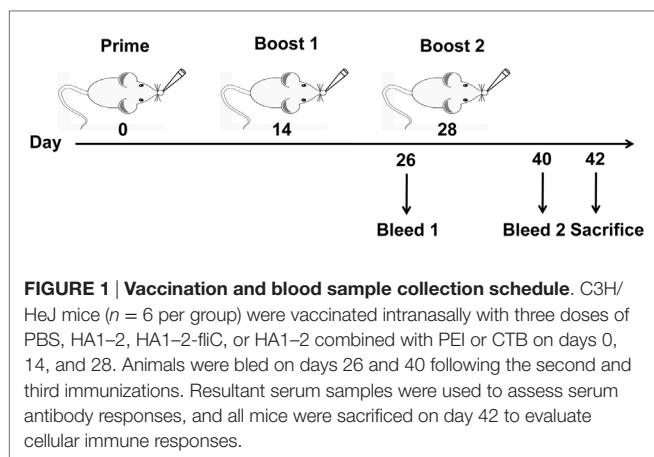 Prime Boost 1 Boost 2
0 14 28
Day
26 40 42
Bleed 1 Bleed 2 Sacrifice
FIGURE 1 | Vaccination and blood sample collection schedule. C3H/
HeJ mice (n = 6 per group) were vaccinated intranasally with three doses of
PBS, HA1–2, HA1–2-fliC, or HA1–2 combined with PEI or CTB on days 0,
14, and 28. Animals were bled on days 26 and 40 following the second and
third immunizations. Resultant serum samples were used to assess serum
antibody responses, and all mice were sacrificed on day 42 to evaluate
cellular immune responses.